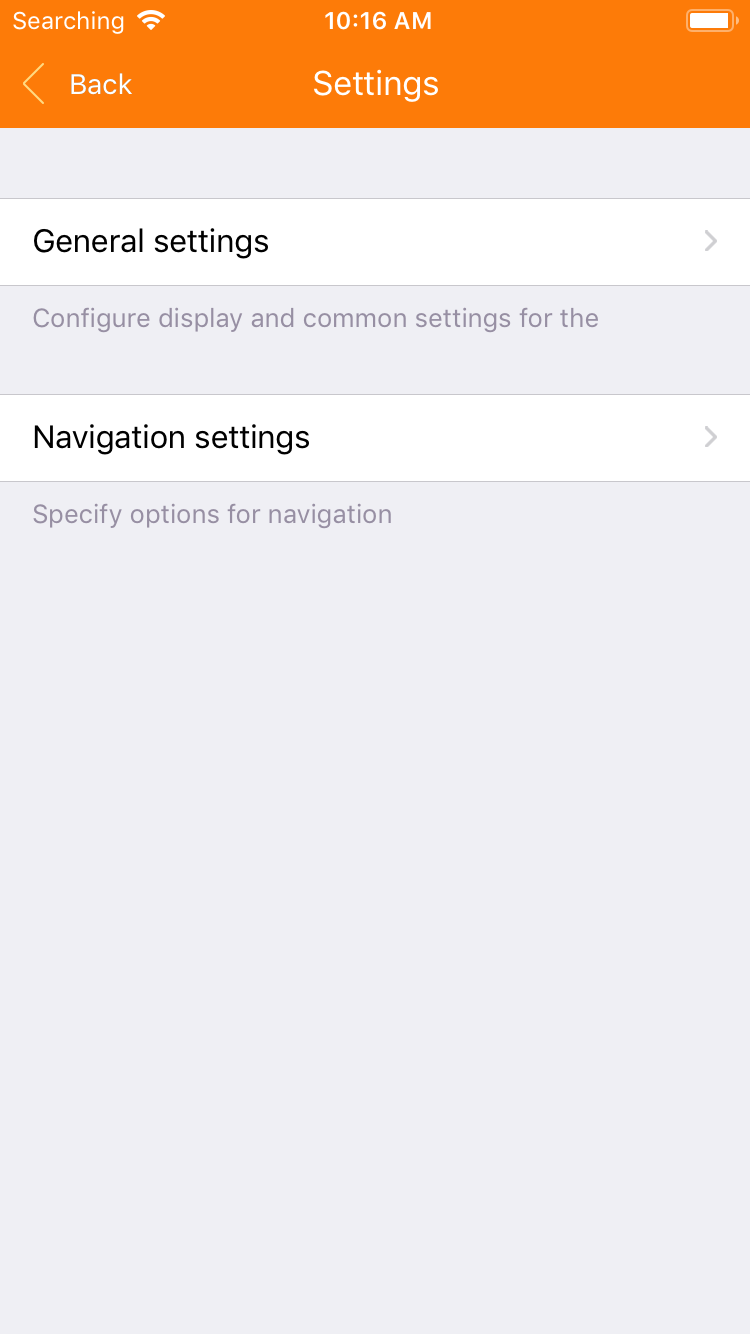 Searching 10:16 AM
Back Settings
General settings
Configure display and common settings for the
Navigation settings
Specify options for navigation